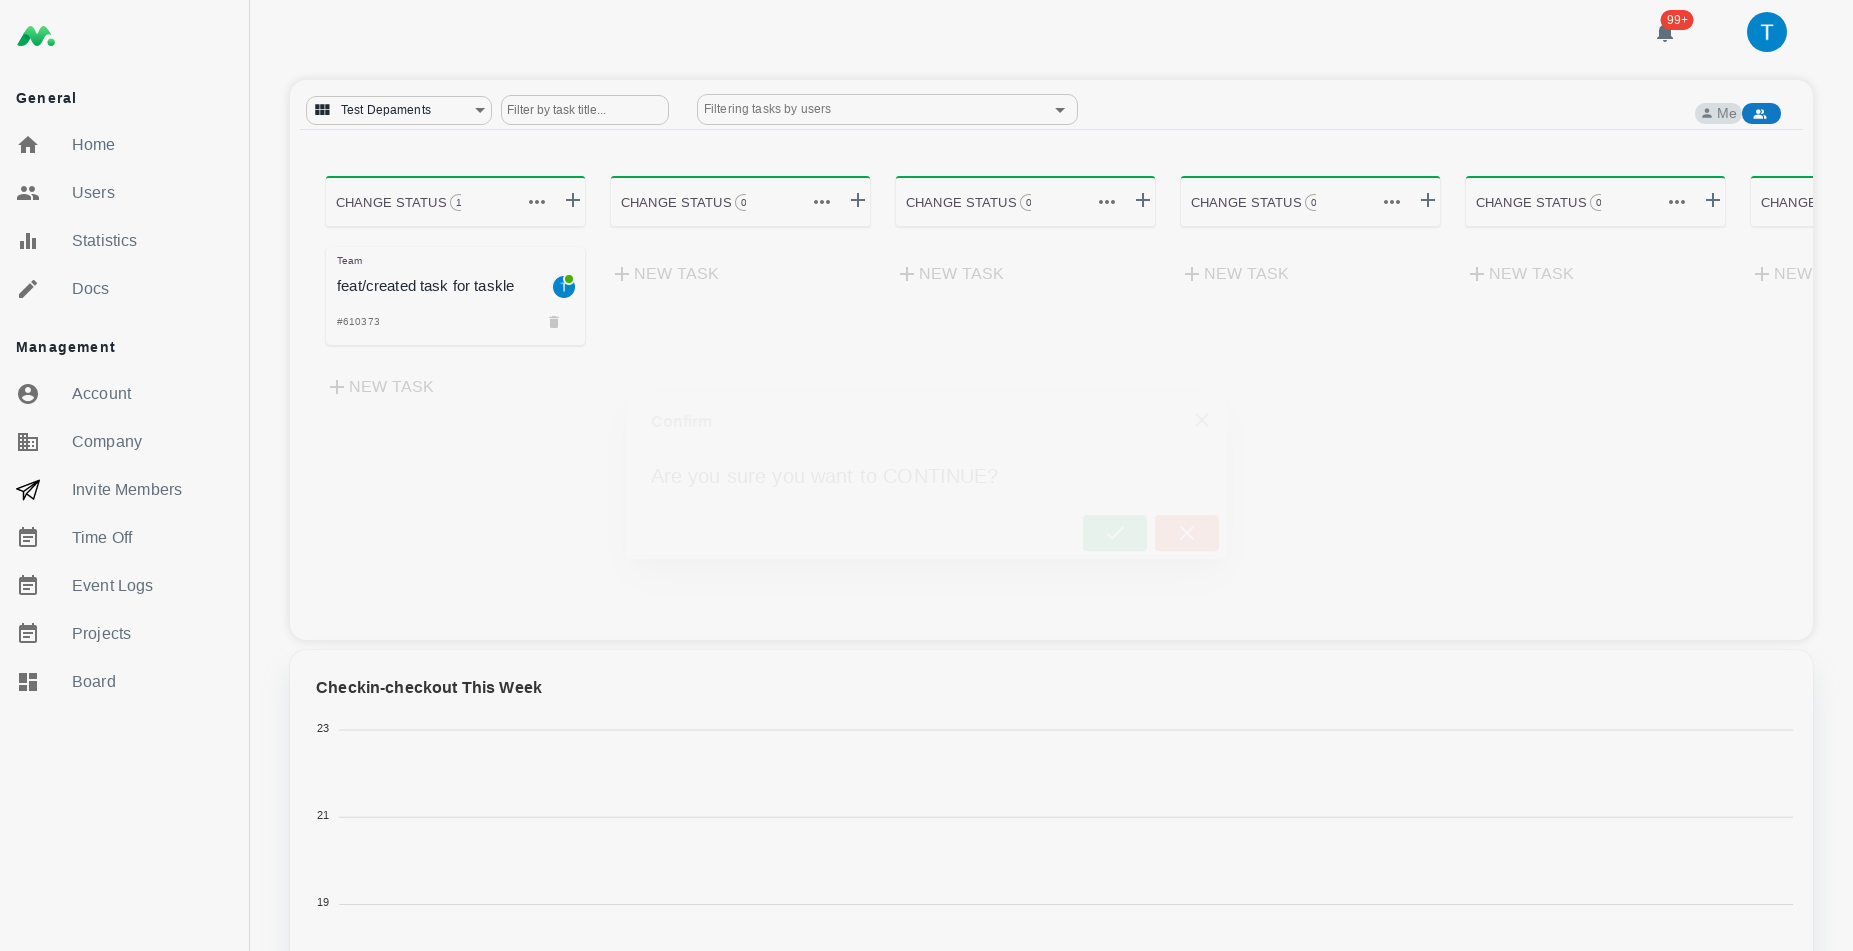 General
Home
Users
Statistics
Docs
Management
Account
Company
Invite Members
Time Off
Event Logs
Projects
Board
99+
T
Test Depaments
Filter by task title...
Filtering tasks by users
Me
CHANGE STATUS 1
CHANGE STATUS 0
CHANGE STATUS 0
CHANGE STATUS 0
CHANGE STATUS 0
CHANGE
Team
feat/created task for taskle
T
#610373
NEW TASK
NEW TASK
NEW TASK
NEW TASK
NEW TASK
NEW
Confirm
Are you sure you want to CONTINUE?
Checkin-checkout This Week
23
21
19